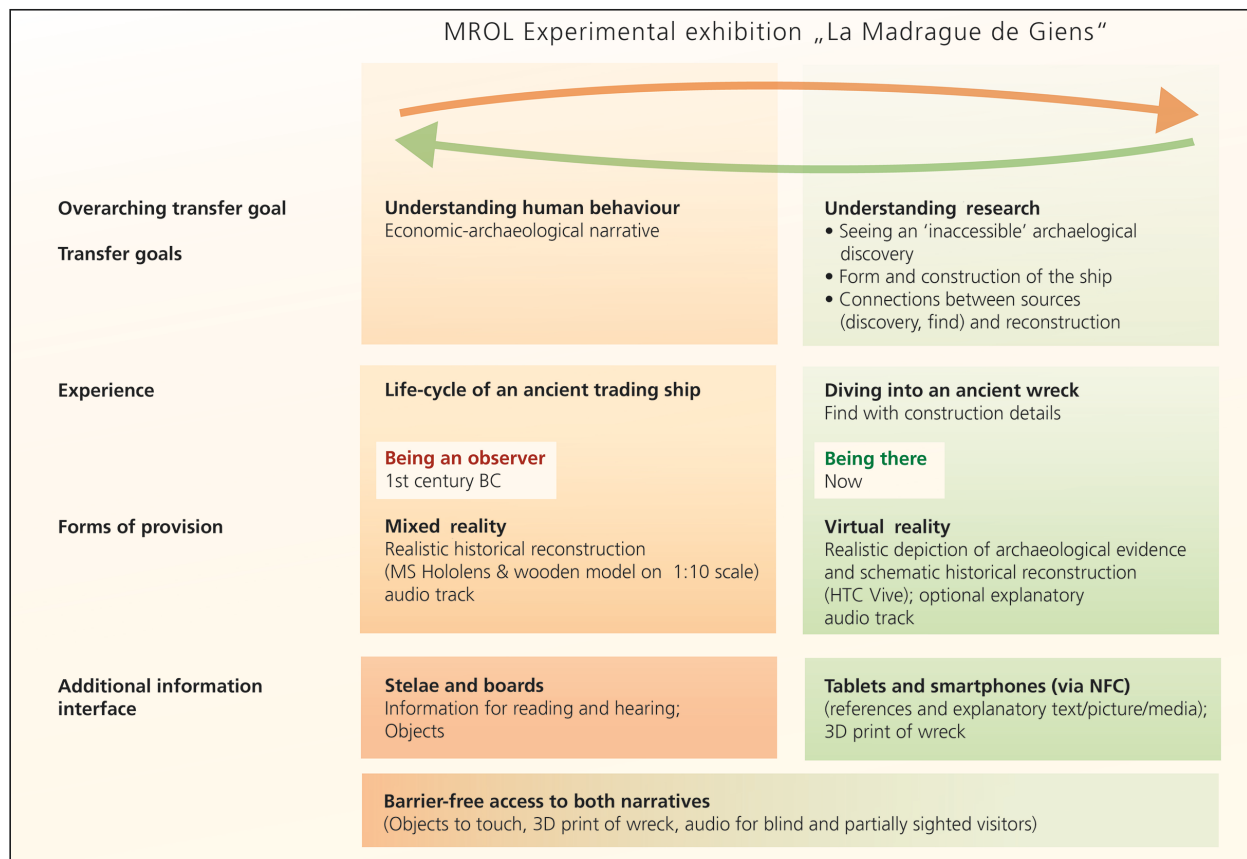 MROL Experimental exhibition „La Madrague de Giens“
Overarching transfer goal
Transfer goals
Understanding human behaviour
Economic-archaeological narrative
Understanding research
• Seeing an ‘inaccessible’ archaelogical
discovery
• Form and construction of the ship
• Connections between sources
(discovery, find) and reconstruction
Experience
Life-cycle of an ancient trading ship
Being an observer
1st century BC
Diving into an ancient wreck
Find with construction details
Being there
Now
Forms of provision
Mixed reality
Realistic historical reconstruction
(MS Hololens & wooden model on 1:10 scale)
audio track
Virtual reality
Realistic depiction of archaeological evidence
and schematic historical reconstruction
(HTC Vive); optional explanatory
audio track
Additional information
interface
Stelae and boards
Information for reading and hearing;
Objects
Tablets and smartphones (via NFC)
(references and explanatory text/picture/media);
3D print of wreck
Barrier-free access to both narratives
(Objects to touch, 3D print of wreck, audio for blind and partially sighted visitors)